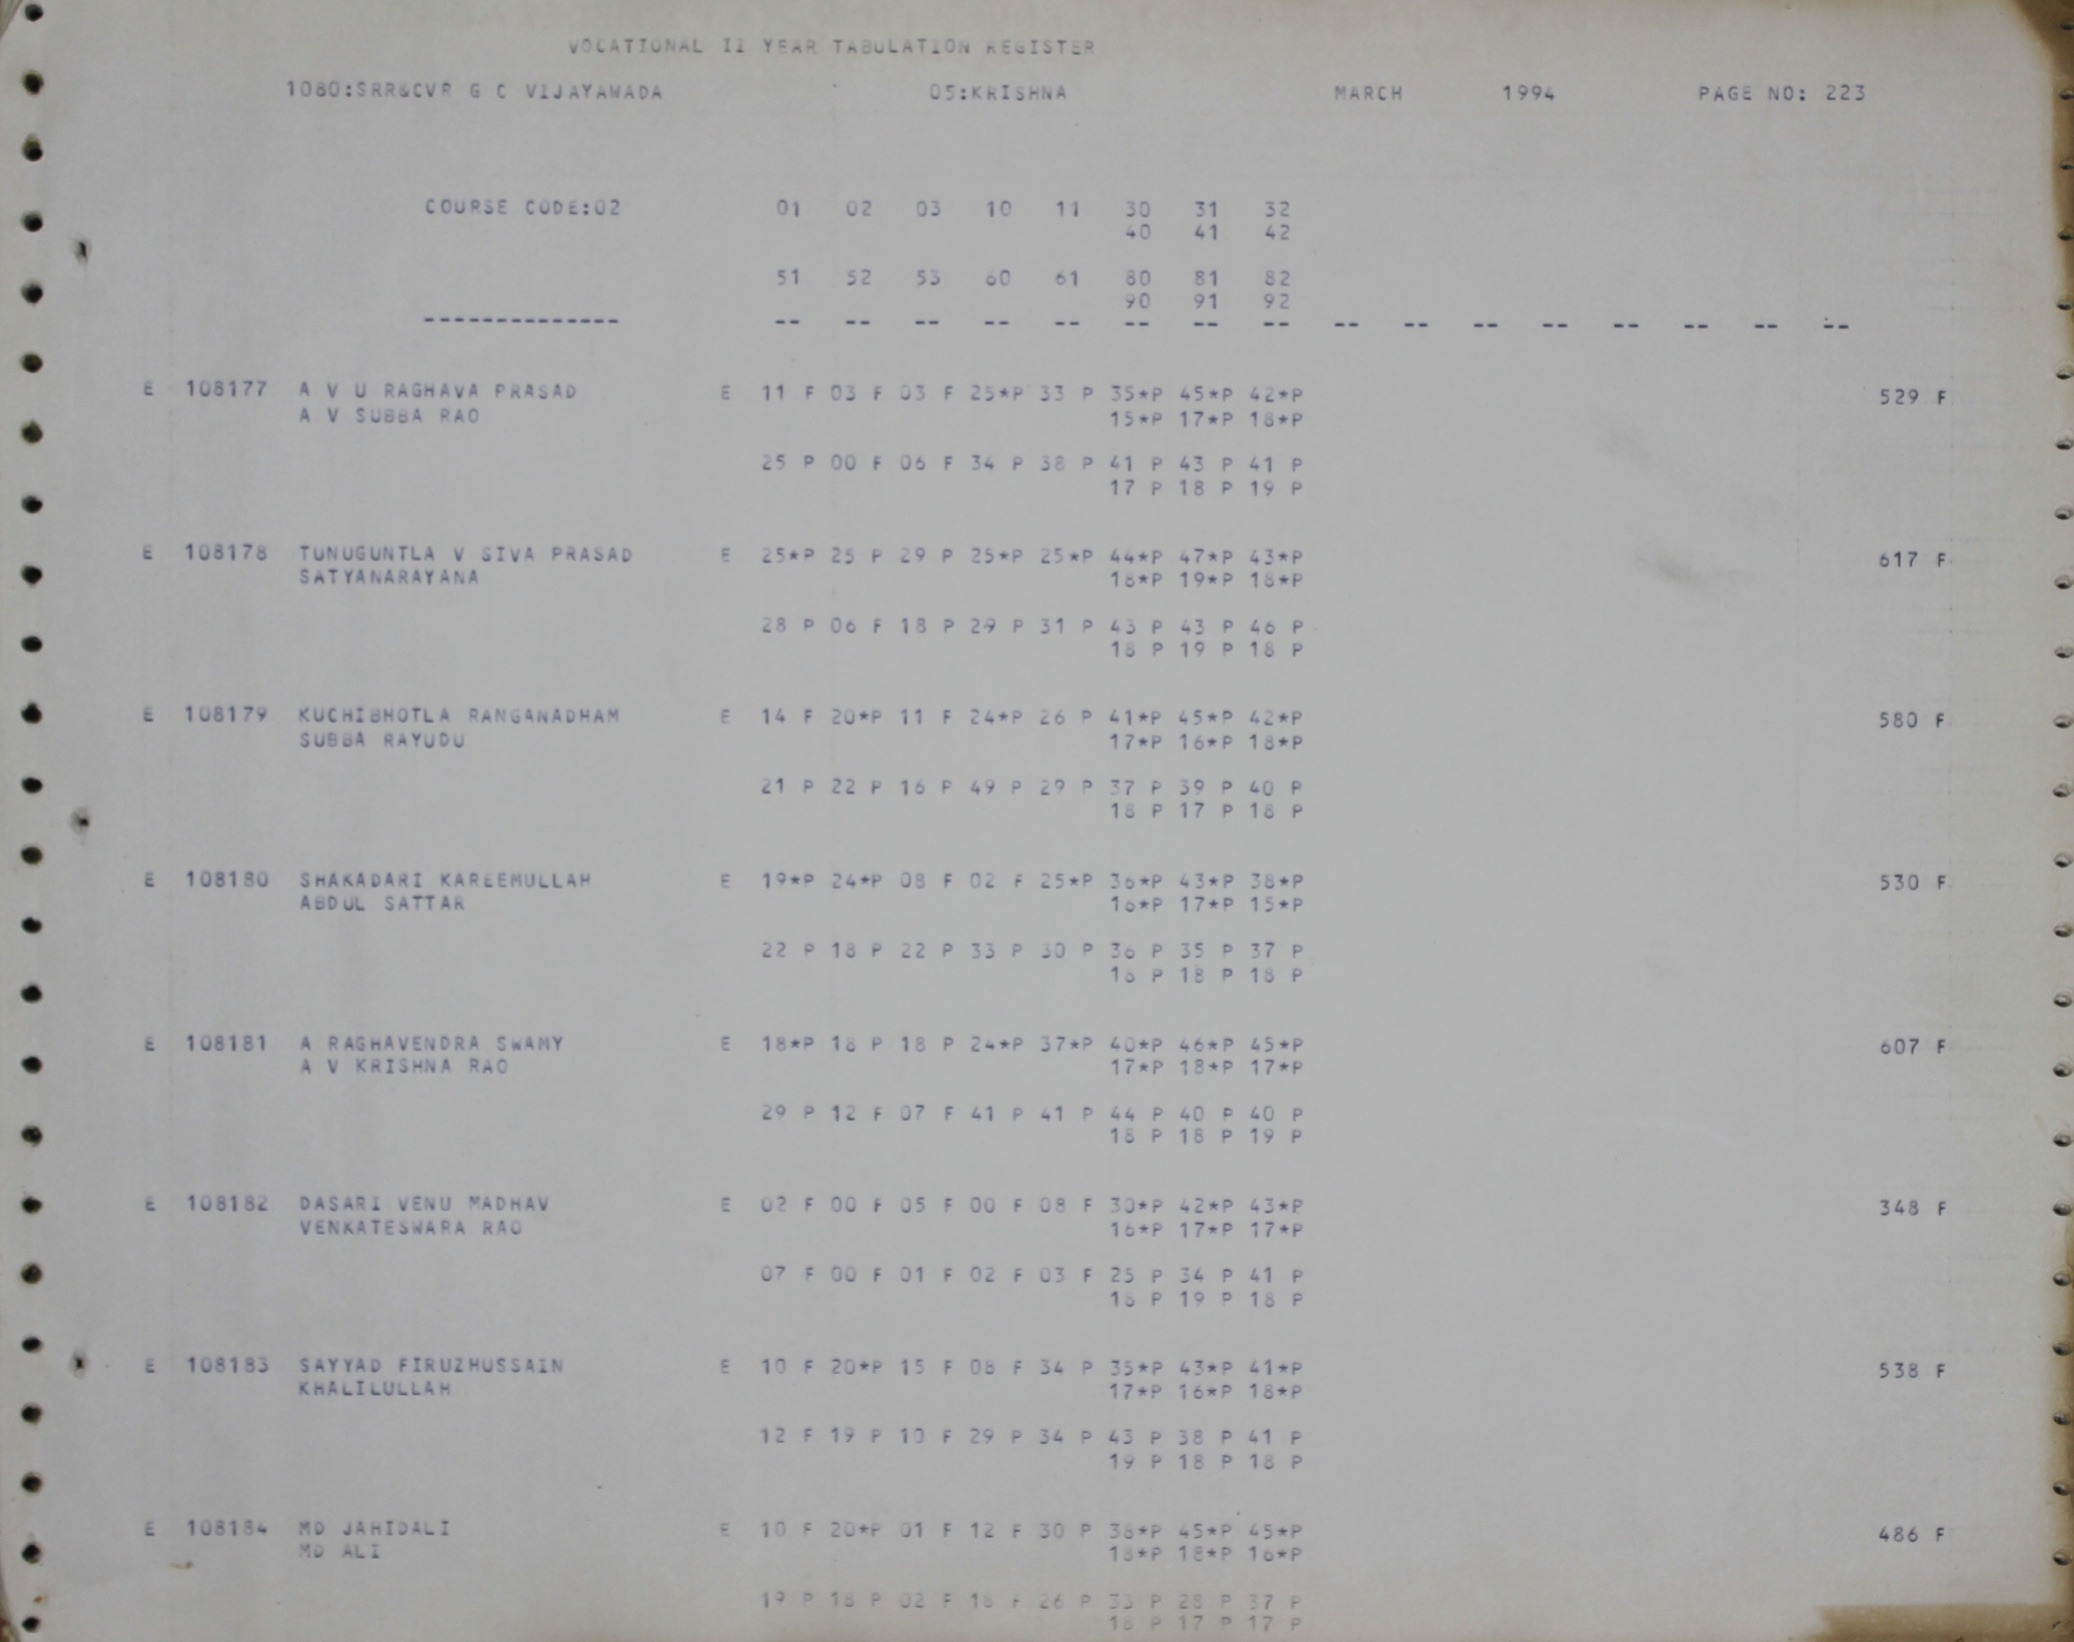 VOCATIONAL II YEAR TABULATION REGISTER
1080:SRR&CVR G C VIJAYAWADA 05:KRISHNA MARCH 1994 PAGE NO: 223
COURSE CODE:02 01 02 03 10 11 30 31 32
40 41 42
51 52 53 60 61 80 81 82
90 91 92
-------------- -- -- -- -- -- -- -- -- -- -- -- -- -- -- -- --
E 108177 A V U RAGHAVA PRASAD E 11 F 03 F 03 F 25*P 33 P 35*P 45*P 42*P 529 F
A V SUBBA RAO 15*P 17*P 18*P
25 P 00 F 06 F 34 P 38 P 41 P 43 P 41 P
17 P 18 P 19 P
E 108178 TUNUGUNTLA V SIVA PRASAD E 25*P 25 P 29 P 25*P 25*P 44*P 47*P 43*P 617 F
SATYANARAYANA 18*P 19*P 18*P
28 P 06 F 18 P 29 P 31 P 43 P 43 P 46 P
18 P 19 P 18 P
E 108179 KUCHIBHOTLA RANGANADHAM E 14 F 20*P 11 F 24*P 26 P 41*P 45*P 42*P 580 F
SUBBA RAYUDU 17*P 16*P 18*P
21 P 22 P 16 P 49 P 29 P 37 P 39 P 40 P
18 P 17 P 18 P
E 108180 SHAKADARI KAREEMULLAH E 19*P 24*P 08 F 02 F 25*P 36*P 43*P 38*P 530 F
ABDUL SATTAR 16*P 17*P 15*P
22 P 18 P 22 P 33 P 30 P 36 P 35 P 37 P
18 P 18 P 18 P
E 108181 A RAGHAVENDRA SWAMY E 18*P 18 P 18 P 24*P 37*P 40*P 46*P 45*P 607 F
A V KRISHNA RAO 17*P 18*P 17*P
29 P 12 F 07 F 41 P 41 P 44 P 40 P 40 P
18 P 18 P 19 P
E 108182 DASARI VENU MADHAV E 02 F 00 F 05 F 00 F 08 F 30*P 42*P 43*P 348 F
VENKATESWARA RAO 16*P 17*P 17*P
07 F 00 F 01 F 02 F 03 F 25 P 34 P 41 P
18 P 19 P 18 P
E 108183 SAYYAD FIRUZHUSSAIN E 10 F 20*P 15 F 08 F 34 P 35*P 43*P 41*P 538 F
KHALILULLAH 17*P 16*P 18*P
12 F 19 P 10 F 29 P 34 P 43 P 38 P 41 P
19 P 18 P 18 P
E 108184 MD JAHIDALI E 10 F 20*P 01 F 12 F 30 P 38*P 45*P 45*P 486 F
MD ALI 18*P 18*P 16*P
19 P 18 P 02 F 18 F 26 P 33 P 28 P 37 P
18 P 17 P 17 P